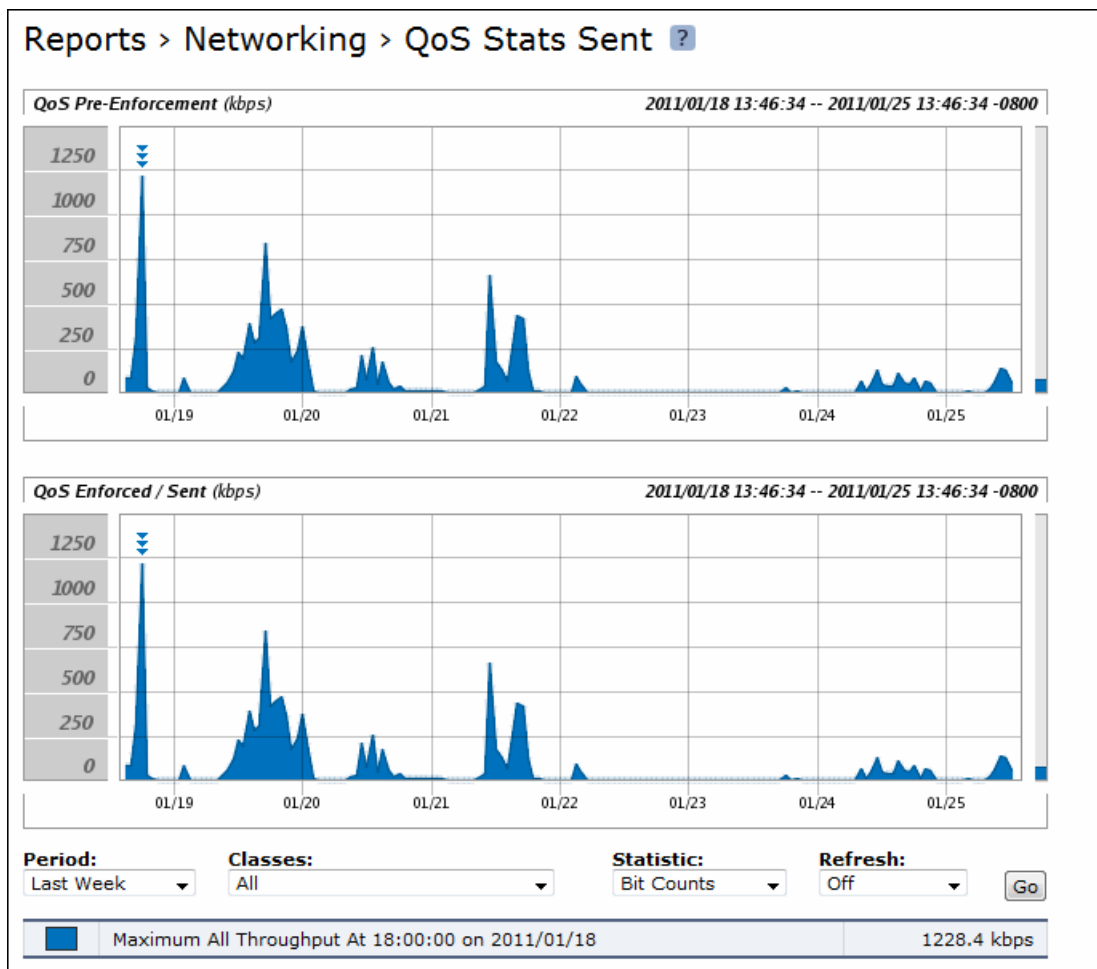 Reports › Networking › QoS Stats Sent ?
QoS Pre-Enforcement (kbps) 2011/01/18 13:46:34 -- 2011/01/25 13:46:34 -0800
1250
1000
750
500
250
0
01/19 01/20 01/21 01/22 01/23 01/24 01/25
QoS Enforced / Sent (kbps) 2011/01/18 13:46:34 -- 2011/01/25 13:46:34 -0800
1250
1000
750
500
250
0
01/19 01/20 01/21 01/22 01/23 01/24 01/25
Period: Classes: Statistic: Refresh:
Last Week All Bit Counts Off Go
Maximum All Throughput At 18:00:00 on 2011/01/18 1228.4 kbps